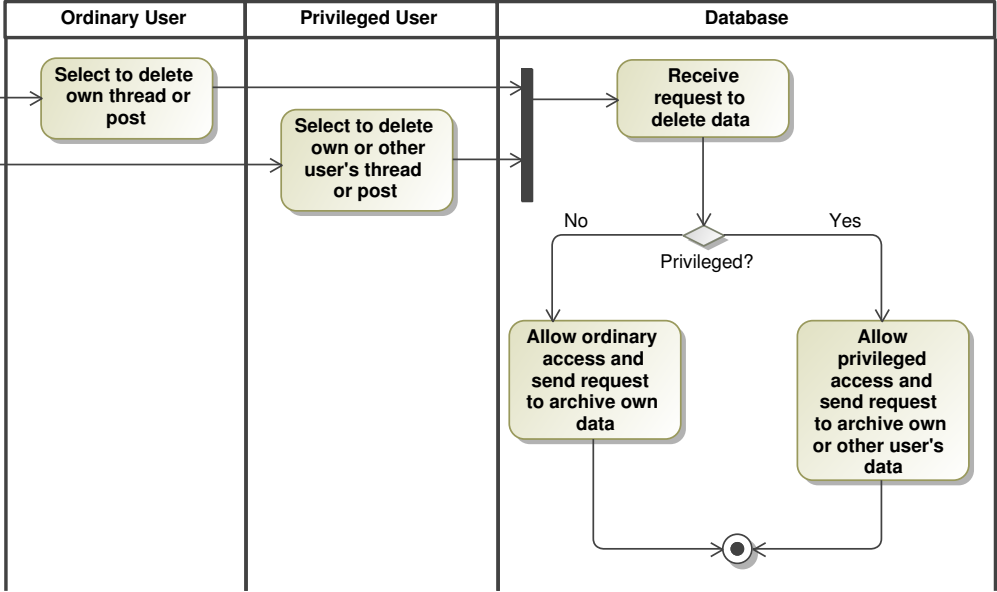 Ordinary User
Privileged User
Database
Select to delete
own thread or
post
Select to delete
own or other
user's thread
or post
Receive
request to
delete data
No
Yes
Privileged?
Allow ordinary
access and
send request
to archive own
data
Allow
privileged
access and
send request
to archive own
or other user's
data